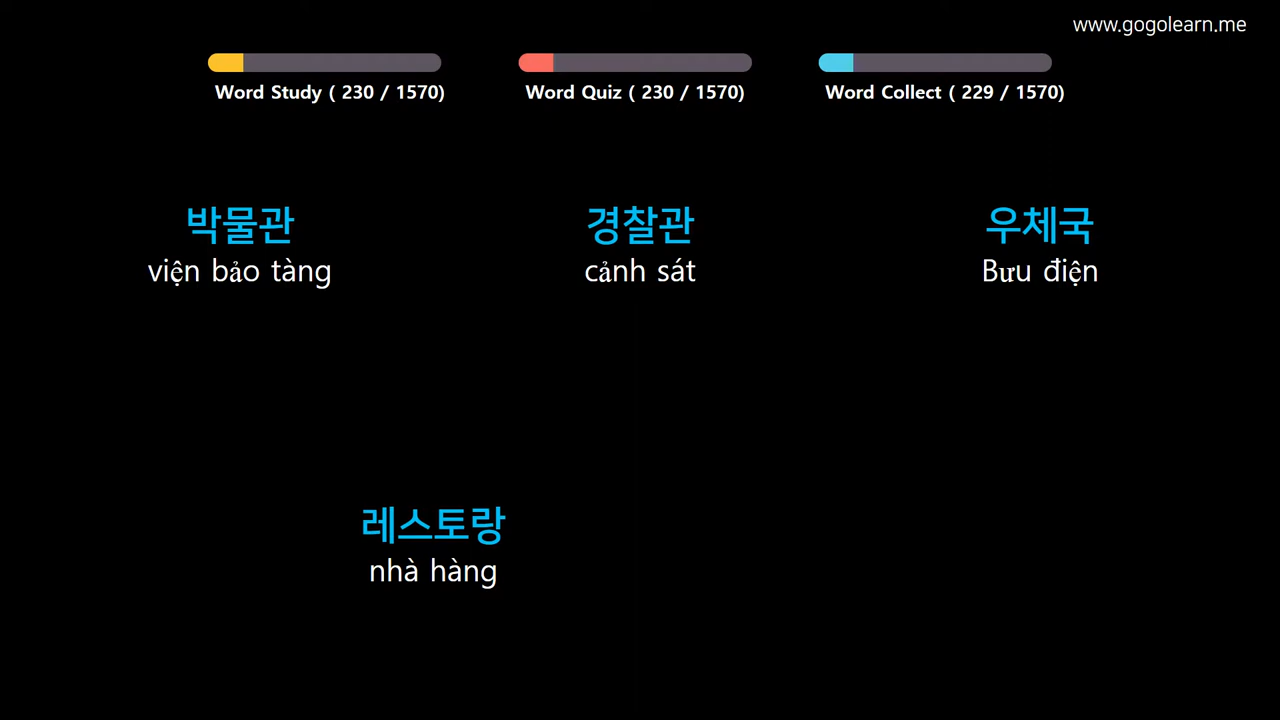 www.gogolearn.me
Word Study ( 230 / 1570)
Word Quiz ( 230 / 1570)
Word Collect ( 229 / 1570)
박물관
viện bảo tàng
경찰관
cảnh sát
우체국
Bưu điện
레스토랑
nhà hàng